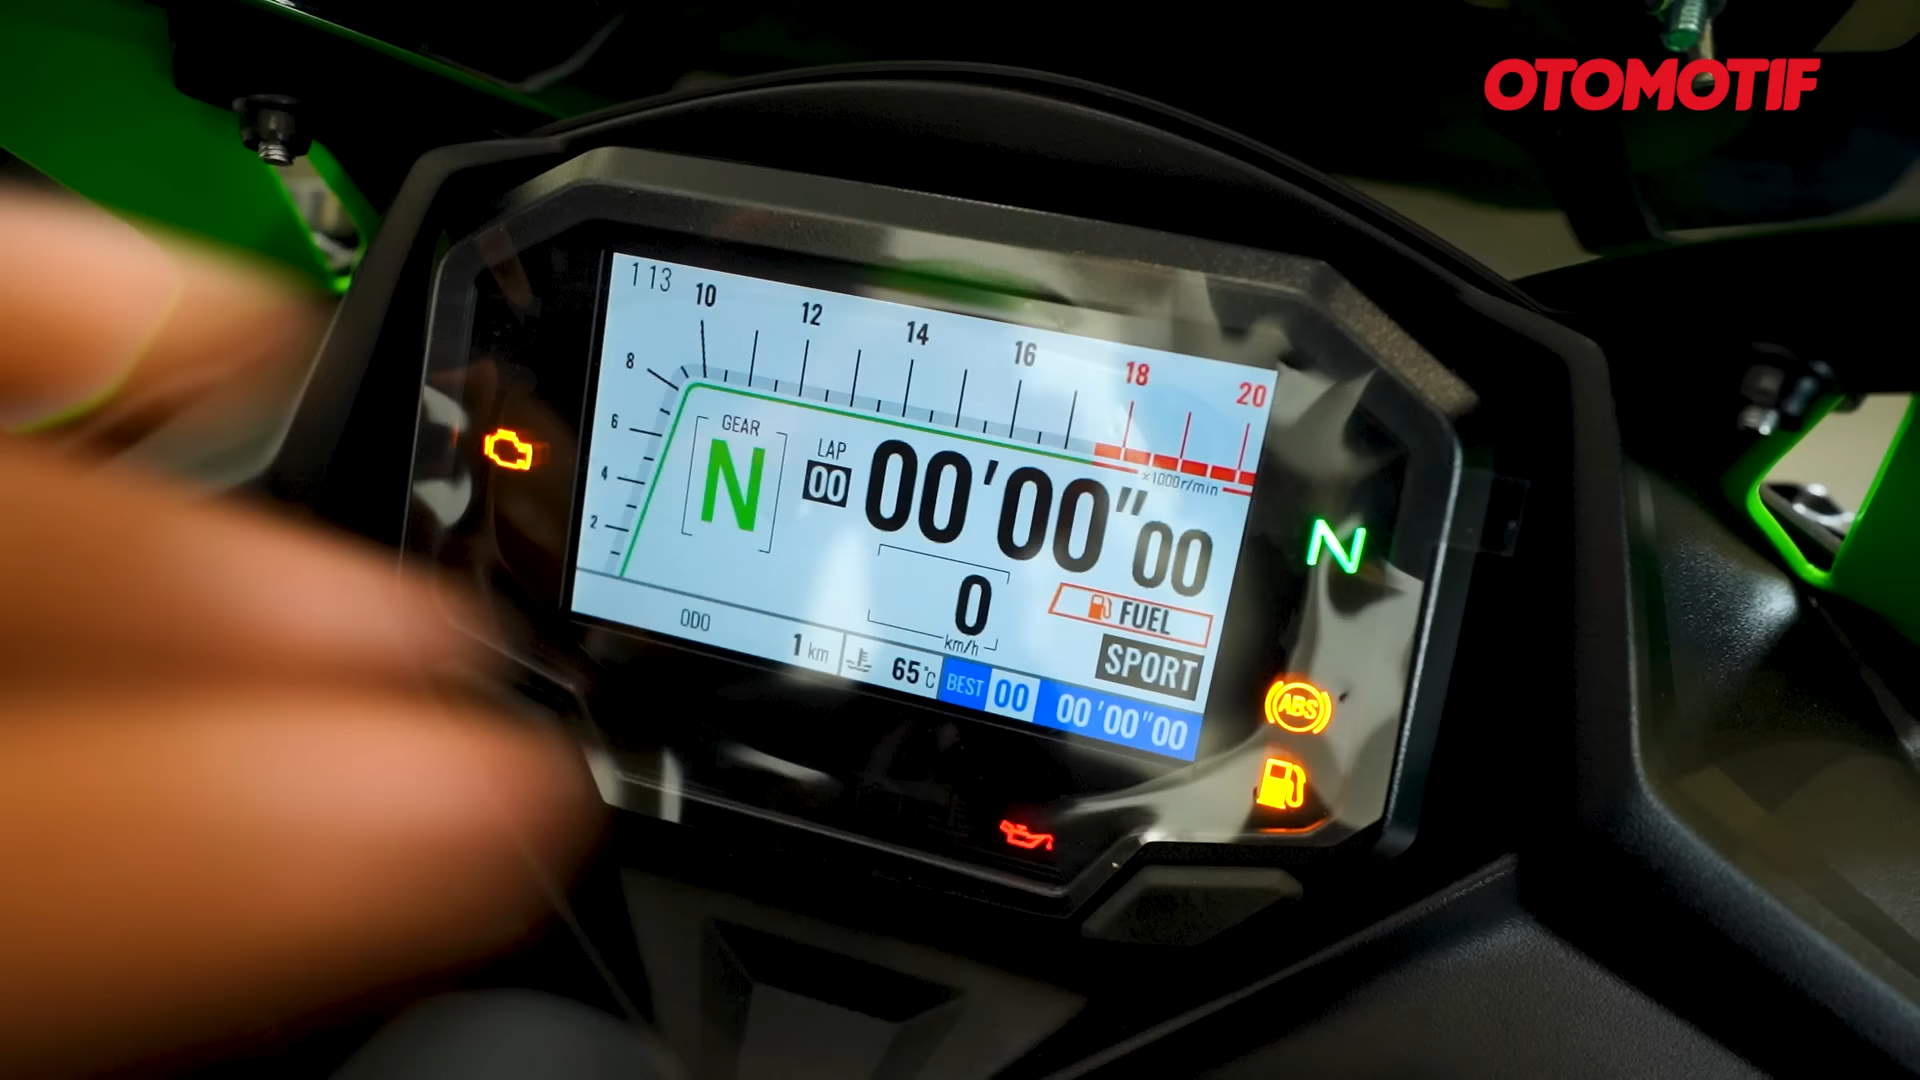 OTOMOTIF
1 13
10
12
14
16
18
20
8
6
4
2
x1000r/min
GEAR
N
LAP
00
00'00"00
N
0
km/h
FUEL
SPORT
ODO
1 km
65°C
BEST 00 00'00"00
ABS